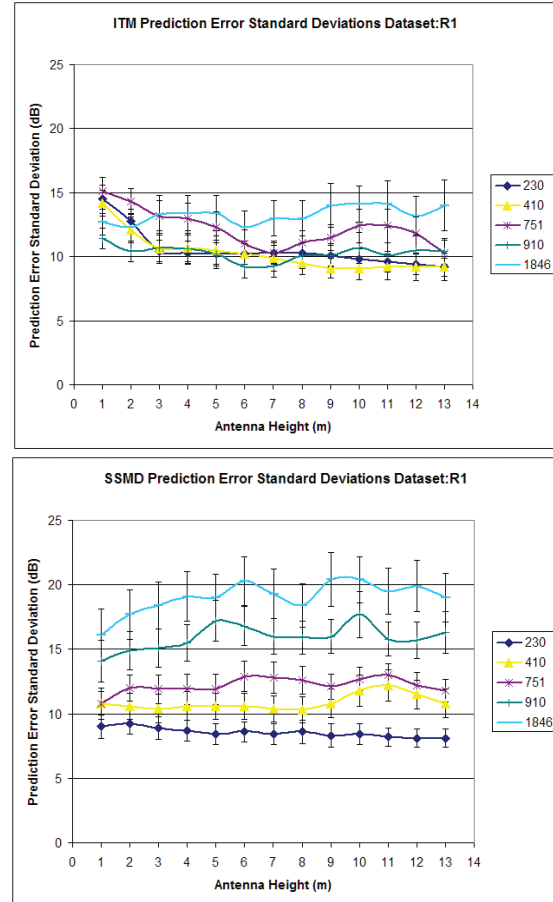 ITM Prediction Error Standard Deviations Dataset:R1
Prediction Error Standard Deviation (dB)
25
20
15
10
5
0
0 1 2 3 4 5 6 7 8 9 10 11 12 13 14
Antenna Height (m)
230
410
751
910
1846
SSMD Prediction Error Standard Deviations Dataset:R1
Prediction Error Standard Deviation (dB)
25
20
15
10
5
0
0 1 2 3 4 5 6 7 8 9 10 11 12 13 14
Antenna Height (m)
230
410
751
910
1846